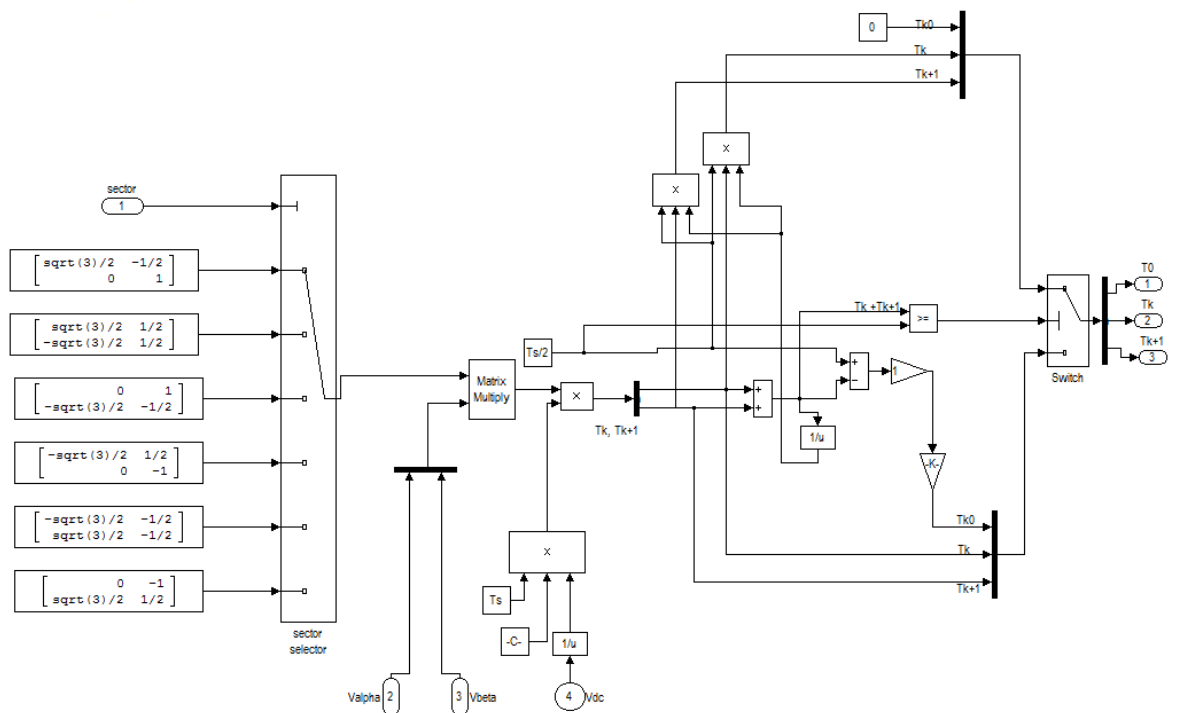 0
Tk0
Tk
Tk+1
X
X
sector
1
[ sqrt(3)/2 -1/2 ]
[ 0 1 ]
[ sqrt(3)/2 1/2 ]
[ -sqrt(3)/2 1/2 ]
[ 0 1 ]
[ -sqrt(3)/2 -1/2 ]
[ -sqrt(3)/2 1/2 ]
[ 0 -1 ]
[ -sqrt(3)/2 -1/2 ]
[ sqrt(3)/2 -1/2 ]
[ 0 -1 ]
[ sqrt(3)/2 1/2 ]
sector
selector
Matrix
Multiply
X
Tk, Tk+1
Ts/2
Tk +Tk+1
>=
+
+
+
−
1
1/u
-K-
Tk0
Tk
Tk+1
Switch
T0
1
Tk
2
Tk+1
3
X
Ts
-C-
1/u
Valpha
2
3
Vbeta
4
Vdc